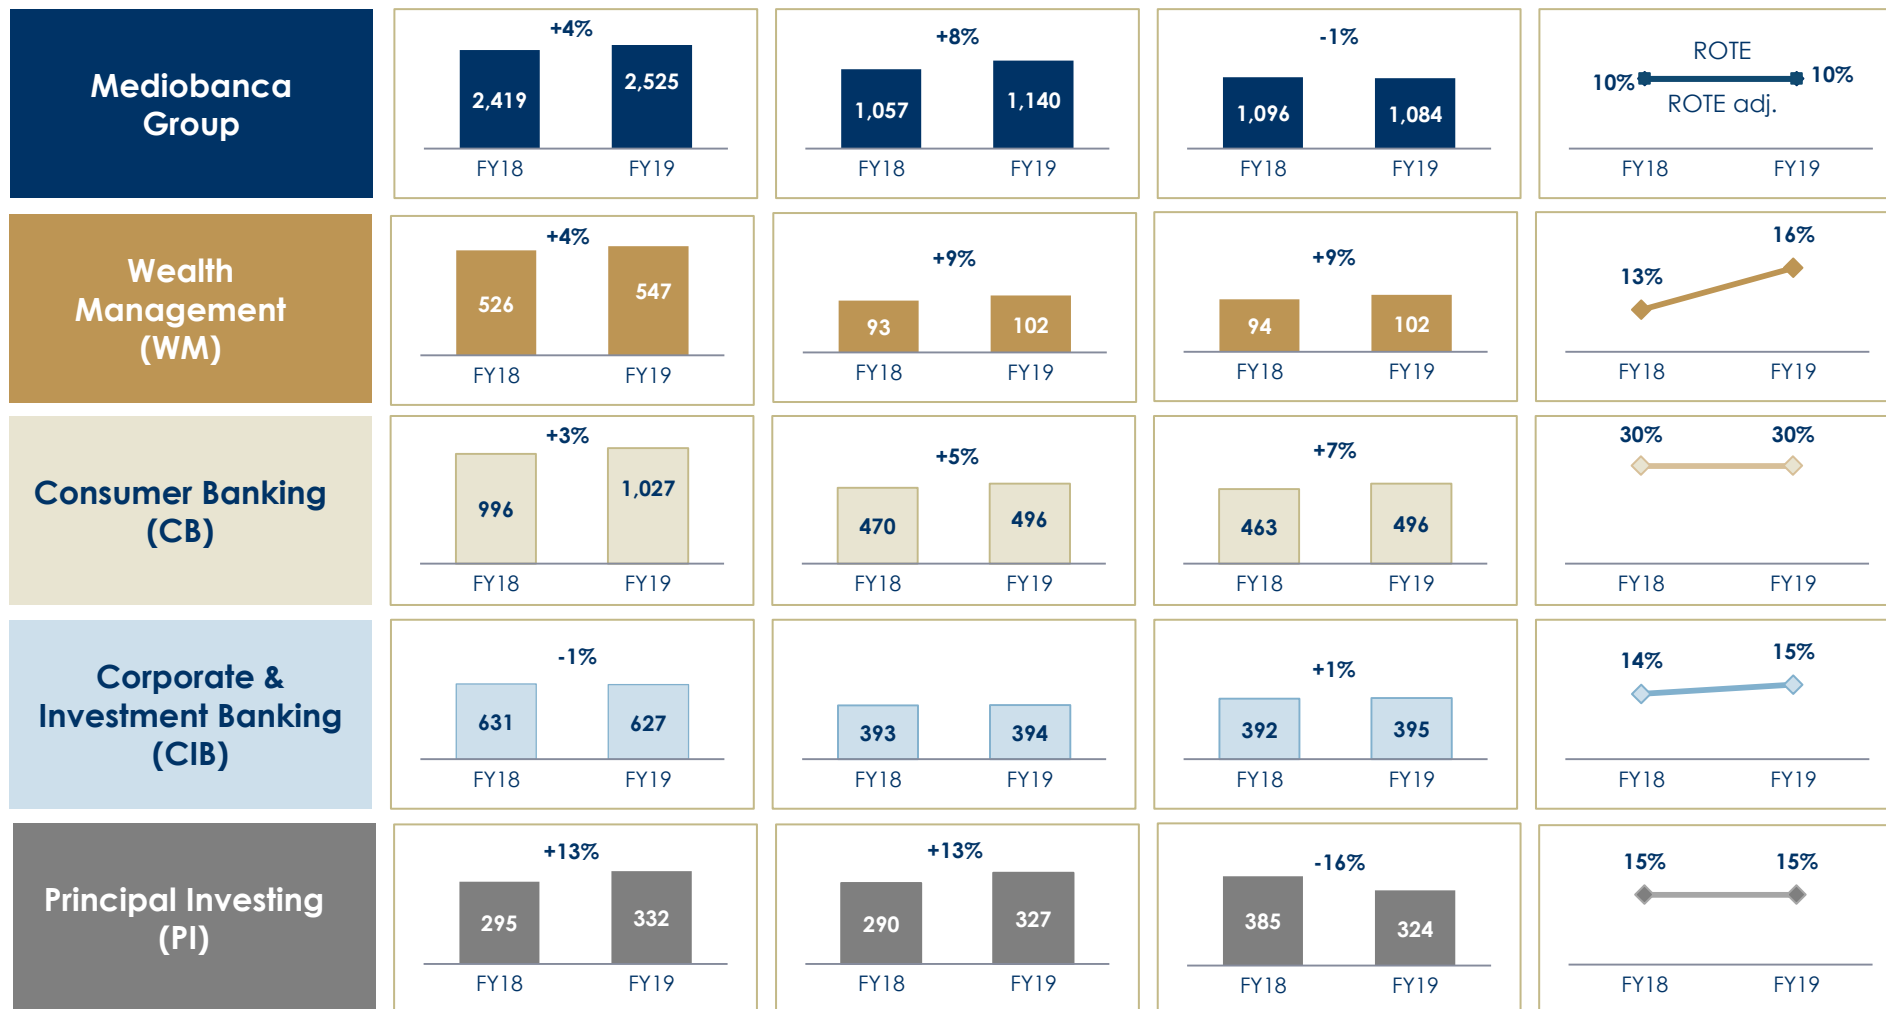 Mediobanca
Group
+4%
2,419
2,525
FY18
FY19
+8%
1,057
1,140
FY18
FY19
-1%
1,096
1,084
FY18
FY19
ROTE
10%
10%
ROTE adj.
FY18
FY19
Wealth
Management
(WM)
+4%
526
547
FY18
FY19
+9%
93
102
FY18
FY19
+9%
94
102
FY18
FY19
13%
16%
FY18
FY19
Consumer Banking
(CB)
+3%
996
1,027
FY18
FY19
+5%
470
496
FY18
FY19
+7%
463
496
FY18
FY19
30%
30%
FY18
FY19
Corporate &
Investment Banking
(CIB)
-1%
631
627
FY18
FY19
393
394
FY18
FY19
+1%
392
395
FY18
FY19
14%
15%
FY18
FY19
Principal Investing
(PI)
+13%
295
332
FY18
FY19
+13%
290
327
FY18
FY19
-16%
385
324
FY18
FY19
15%
15%
FY18
FY19